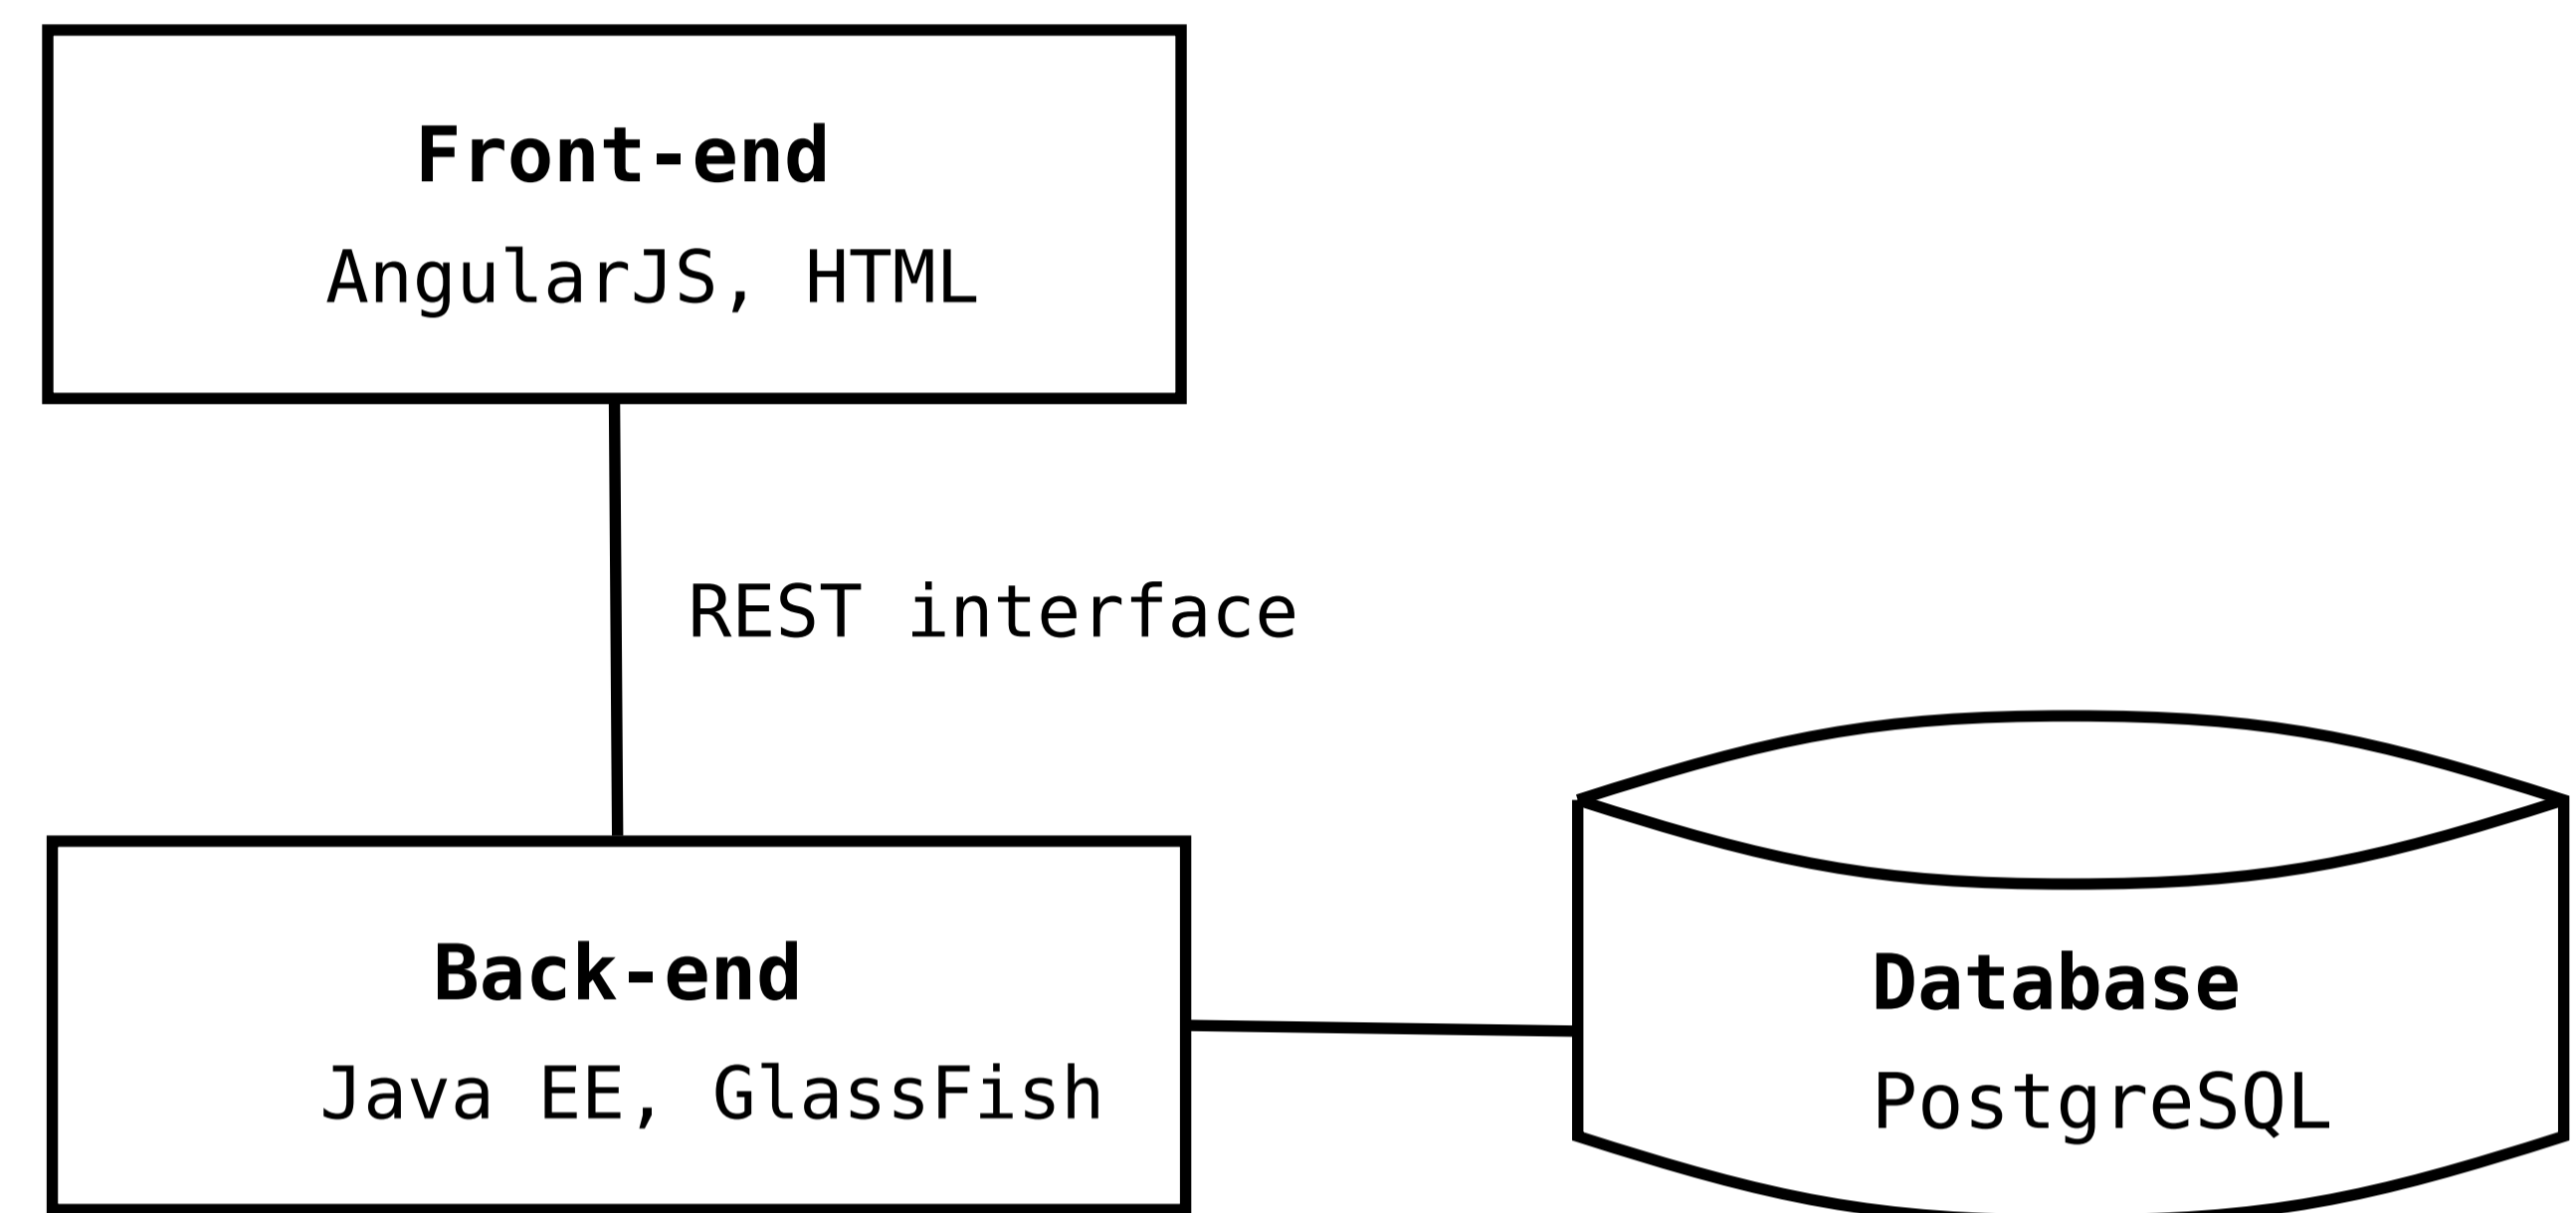 Front-end
AngularJS, HTML
REST interface
Back-end
Java EE, GlassFish
Database
PostgreSQL